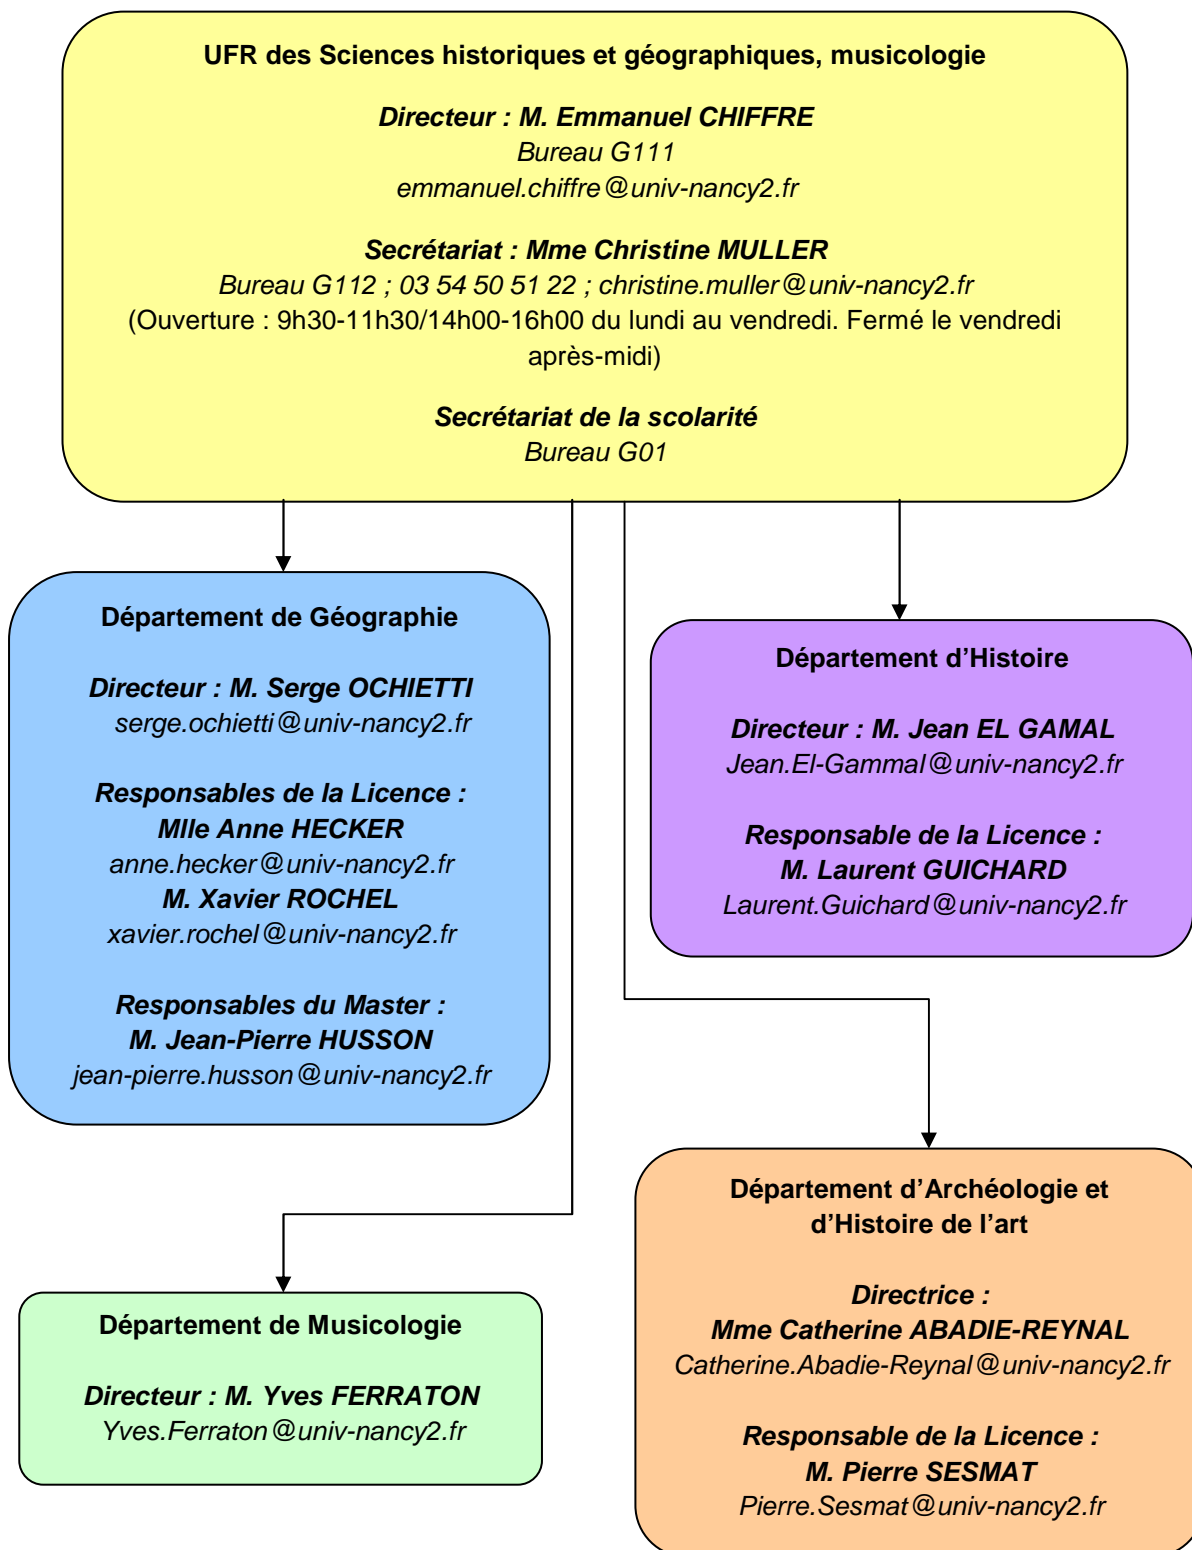 UFR des Sciences historiques et géographiques, musicologie
Directeur : M. Emmanuel CHIFFRE
Bureau G111
emmanuel.chiffre@univ-nancy2.fr
Secrétariat : Mme Christine MULLER
Bureau G112 ; 03 54 50 51 22 ; christine.muller@univ-nancy2.fr
(Ouverture : 9h30-11h30/14h00-16h00 du lundi au vendredi. Fermé le vendredi
après-midi)
Secrétariat de la scolarité
Bureau G01
Département de Géographie
Directeur : M. Serge OCHIETTI
serge.ochietti@univ-nancy2.fr
Responsables de la Licence :
Mlle Anne HECKER
anne.hecker@univ-nancy2.fr
M. Xavier ROCHEL
xavier.rochel@univ-nancy2.fr
Responsables du Master :
M. Jean-Pierre HUSSON
jean-pierre.husson@univ-nancy2.fr
Département d’Histoire
Directeur : M. Jean EL GAMAL
Jean.El-Gammal@univ-nancy2.fr
Responsable de la Licence :
M. Laurent GUICHARD
Laurent.Guichard@univ-nancy2.fr
Département de Musicologie
Directeur : M. Yves FERRATON
Yves.Ferraton@univ-nancy2.fr
Département d’Archéologie et
d’Histoire de l’art
Directrice :
Mme Catherine ABADIE-REYNAL
Catherine.Abadie-Reynal@univ-nancy2.fr
Responsable de la Licence :
M. Pierre SESMAT
Pierre.Sesmat@univ-nancy2.fr